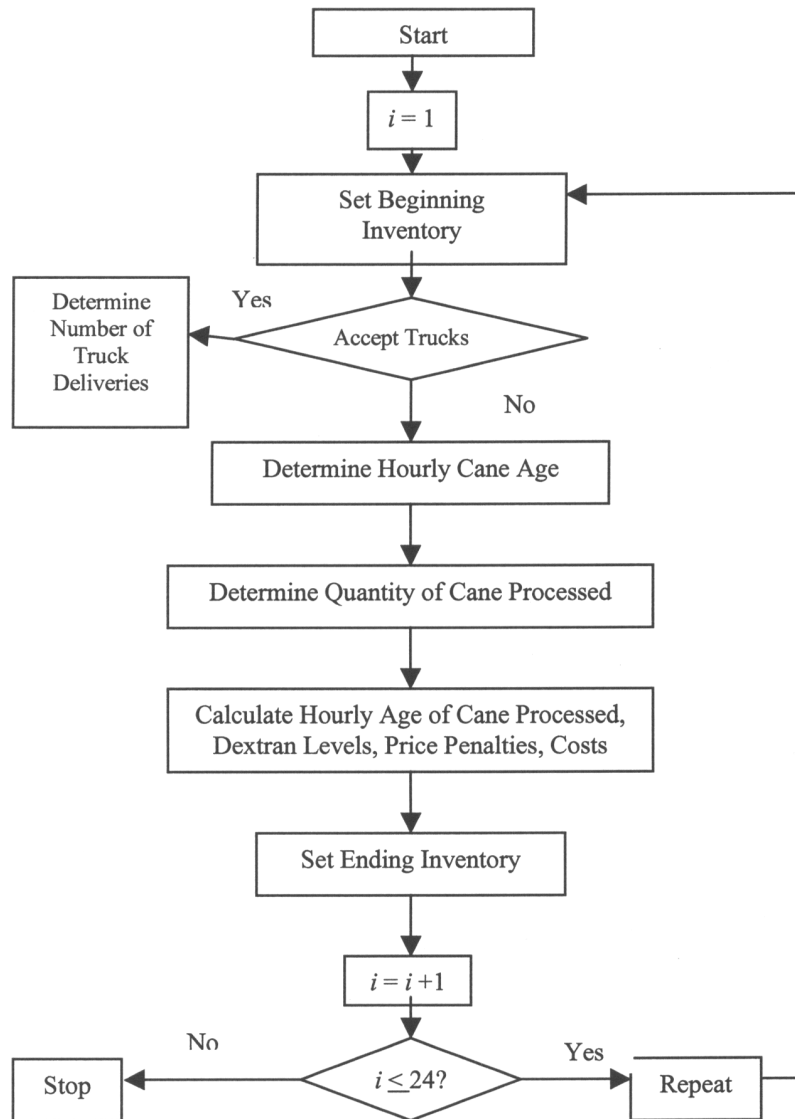 Start
i = 1
Set Beginning
Inventory
Yes
Determine
Number of
Truck
Deliveries
Accept Trucks
No
Determine Hourly Cane Age
Determine Quantity of Cane Processed
Calculate Hourly Age of Cane Processed,
Dextran Levels, Price Penalties, Costs
Set Ending Inventory
i = i +1
No
Yes
Stop
i ≤ 24?
Repeat